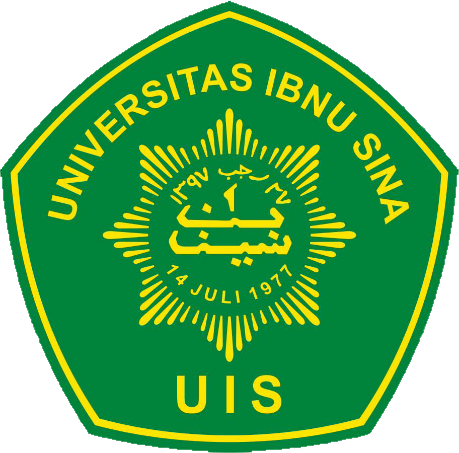 UNIVERSITAS IBNU SINA
٢٧ رجب ١٣٩٧
ابن
سينا
14 JULI 1977
UIS